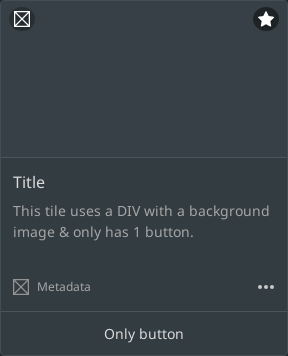 Title
This tile uses a DIV with a background
image & only has 1 button.
Metadata
Only button